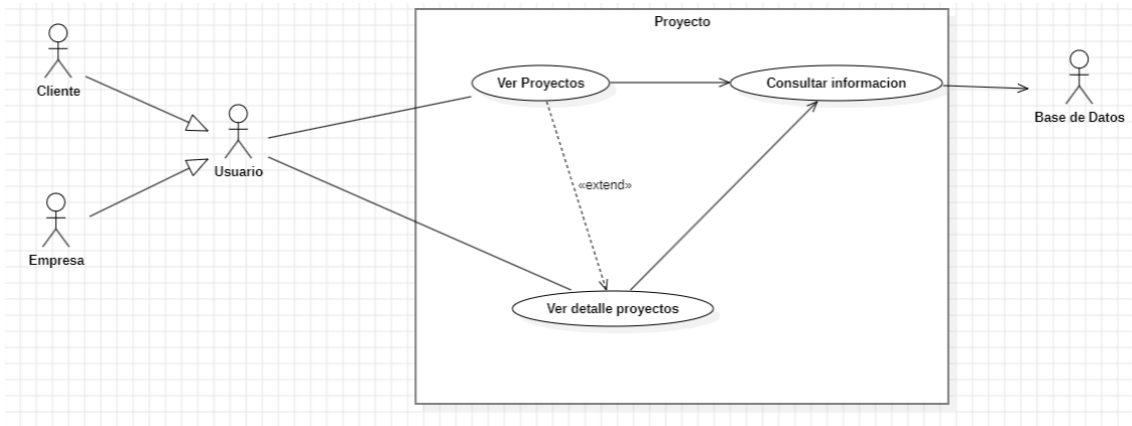 Proyecto
Cliente
Ver Proyectos
Consultar informacion
Base de Datos
Usuario
«extend»
Empresa
Ver detalle proyectos